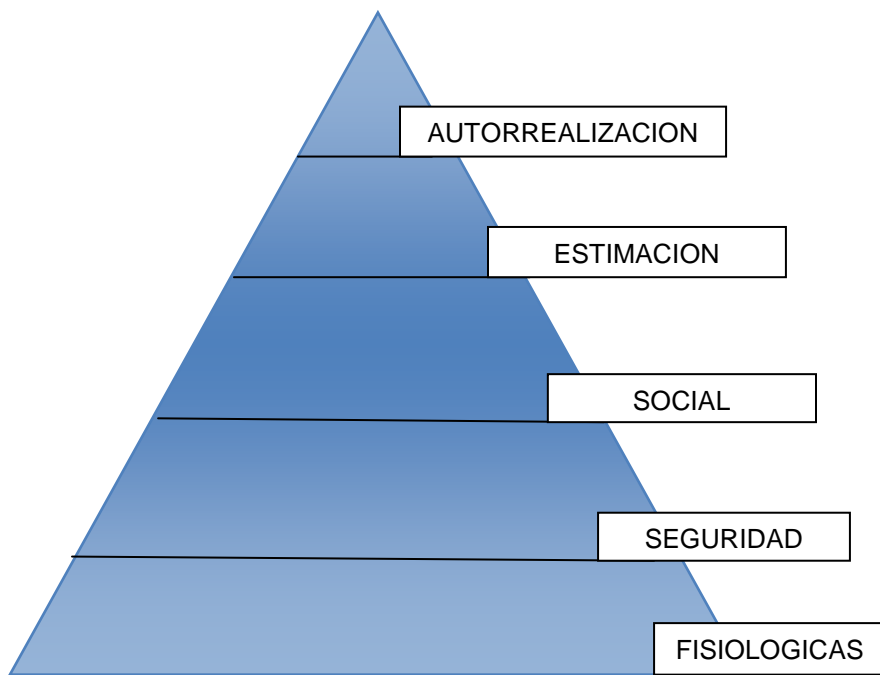 AUTORREALIZACION
ESTIMACION
SOCIAL
SEGURIDAD
FISIOLOGICAS